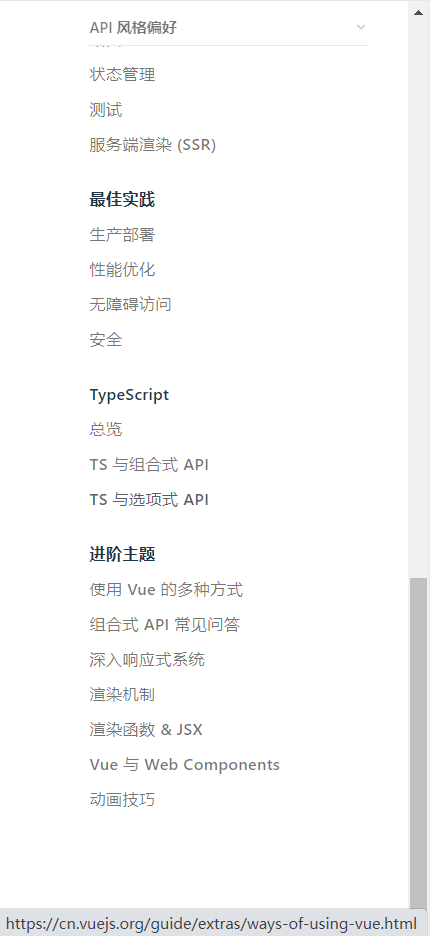 API 风格偏好
状态管理
测试
服务端渲染 (SSR)
最佳实践
生产部署
性能优化
无障碍访问
安全
TypeScript
总览
TS 与组合式 API
TS 与选项式 API
进阶主题
使用 Vue 的多种方式
组合式 API 常见问答
深入响应式系统
渲染机制
渲染函数 & JSX
Vue 与 Web Components
动画技巧
https://cn.vuejs.org/guide/extras/ways-of-using-vue.html